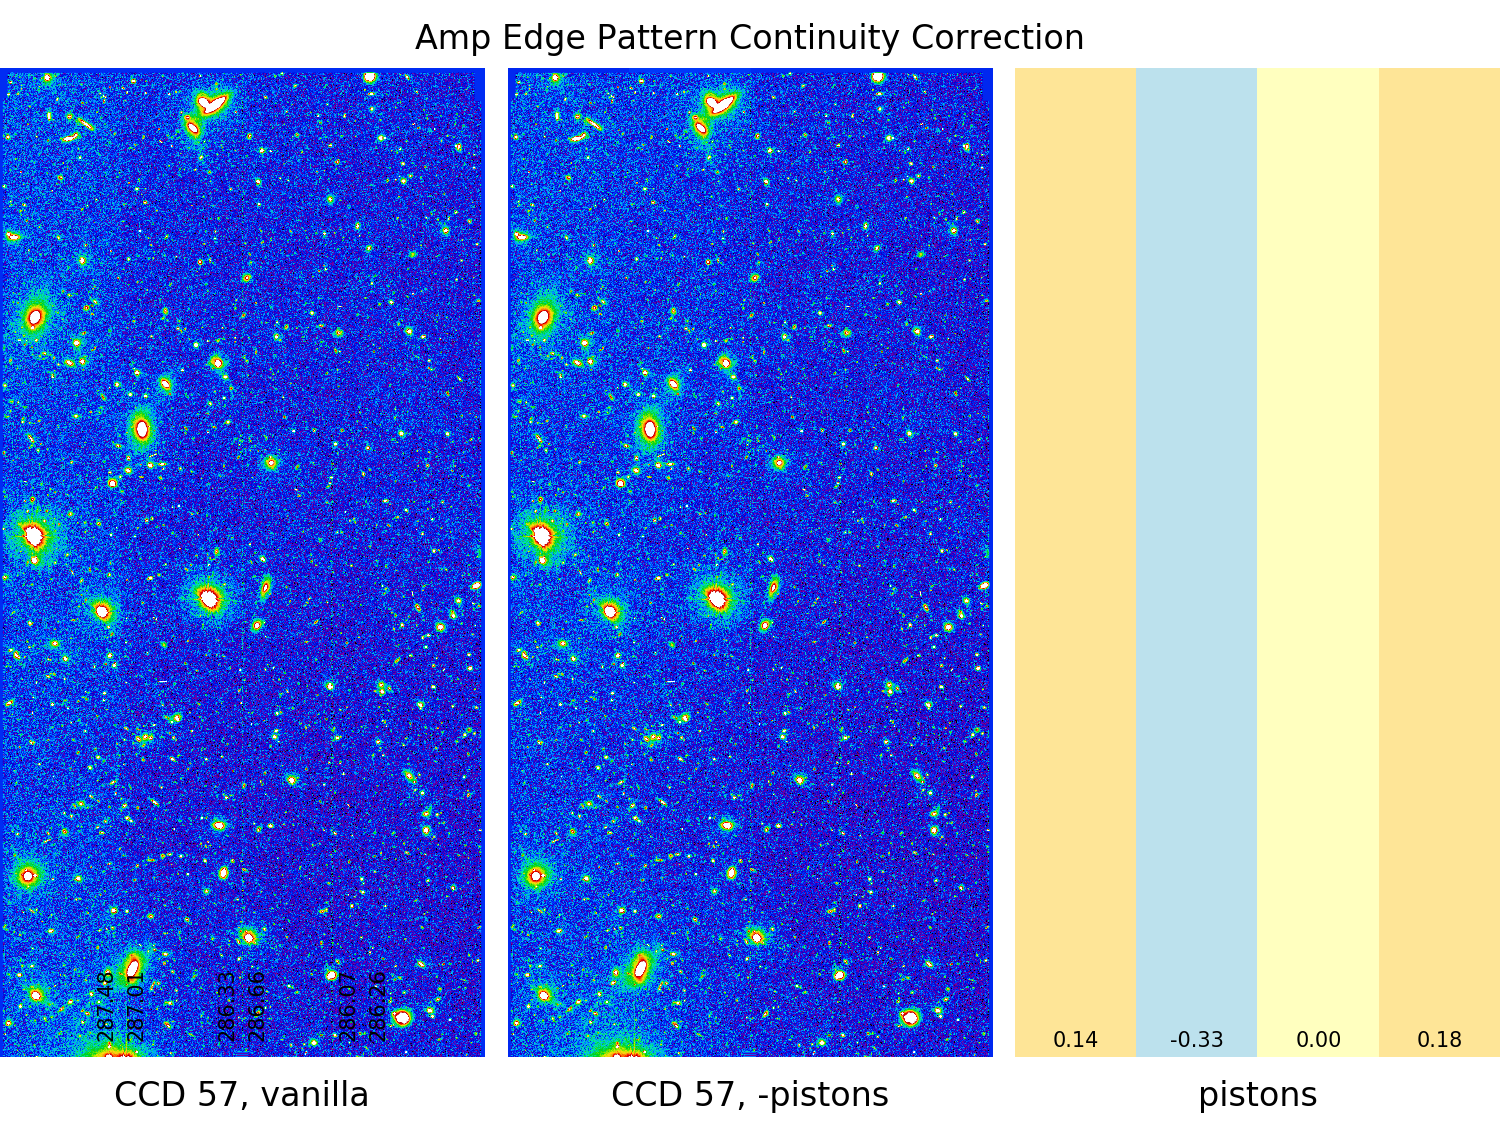 Amp Edge Pattern Continuity Correction
287.48
287.01
286.33
286.66
286.07
286.26
0.14 -0.33 0.00 0.18
CCD 57, vanilla
CCD 57, -pistons
pistons